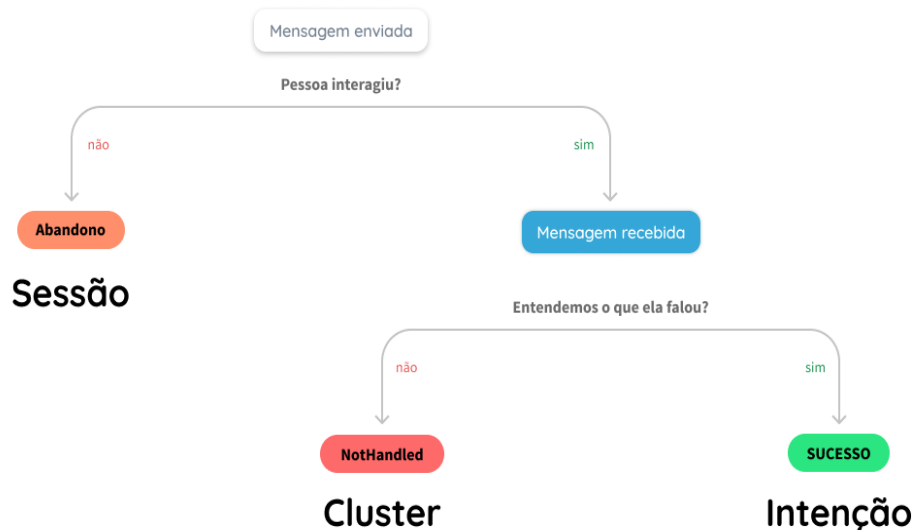 Mensagem enviada
Pessoa interagiu?
não
sim
Abandono
Mensagem recebida
Sessão
Entendemos o que ela falou?
não
sim
NotHandled
SUCESSO
Cluster
Intenção